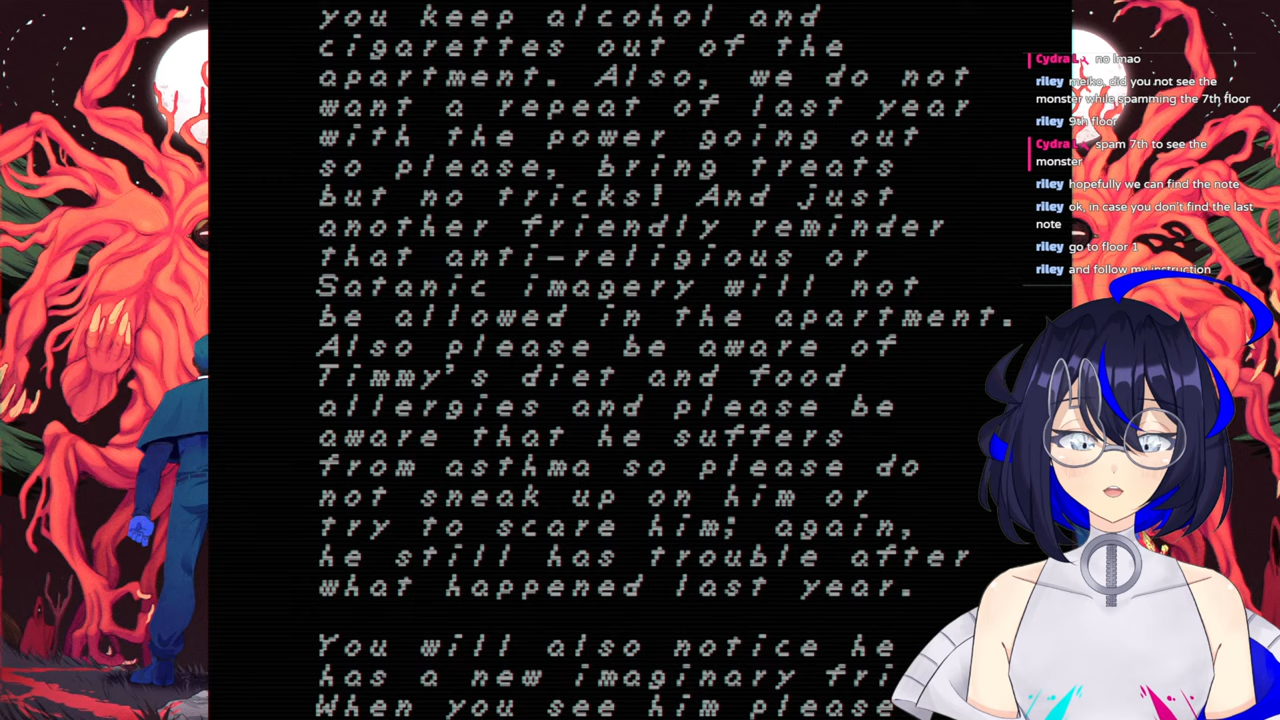 you keep alcohol and
cigarettes out of the
apartment. Also, we do not
want a repeat of last year
with the power going out
so please, bring treats
but no tricks! And just
another friendly reminder
that anti-religious or
Satanic imagery will not
be allowed in the apartment.
Also please be aware of
Timmy's diet and food
allergies and please be
aware that he suffers
from asthma so please do
not sneak up on him or
try to scare him; again,
he still has trouble after
what happened last year.
You will also notice he
has a new imaginary fri
When you see him please
Cydra no lmao
riley meiko, did you not see the
monster while spamming the 7th floor
riley 9th floor
Cydra spam 7th to see the
monster
riley hopefully we can find the note
riley ok, in case you don't find the last
note
riley go to floor 1
riley and follow my instruction